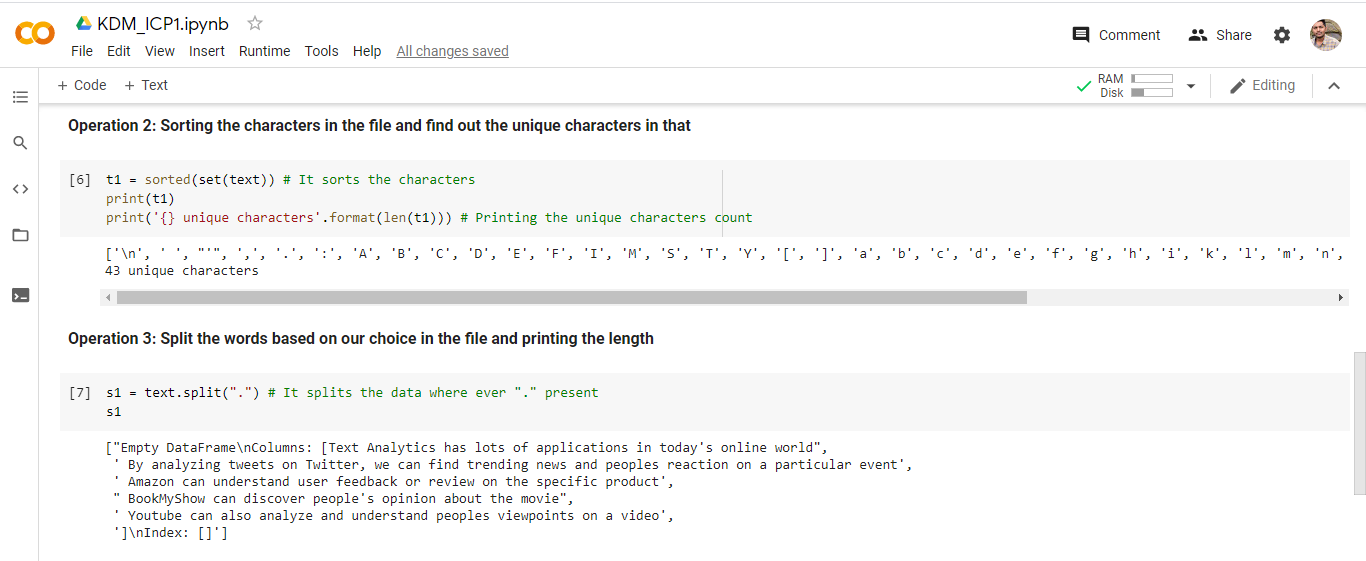 KDM_ICP1.ipynb
File Edit View Insert Runtime Tools Help All changes saved
Comment Share
+ Code + Text
RAM
Disk
Editing
Operation 2: Sorting the characters in the file and find out the unique characters in that
[6] t1 = sorted(set(text)) # It sorts the characters
print(t1)
print('{} unique characters'.format(len(t1))) # Printing the unique characters count
['\n', ' ', "'", ',', '.', ':', 'A', 'B', 'C', 'D', 'E', 'F', 'I', 'M', 'S', 'T', 'Y', '[', ']', 'a', 'b', 'c', 'd', 'e', 'f', 'g', 'h', 'i', 'k', 'l', 'm', 'n',
43 unique characters
Operation 3: Split the words based on our choice in the file and printing the length
[7] s1 = text.split(".") # It splits the data where ever "." present
s1
["Empty DataFrame\nColumns: [Text Analytics has lots of applications in today's online world",
' By analyzing tweets on Twitter, we can find trending news and peoples reaction on a particular event',
' Amazon can understand user feedback or review on the specific product',
" BookMyShow can discover people's opinion about the movie",
' Youtube can also analyze and understand peoples viewpoints on a video',
']\nIndex: []']